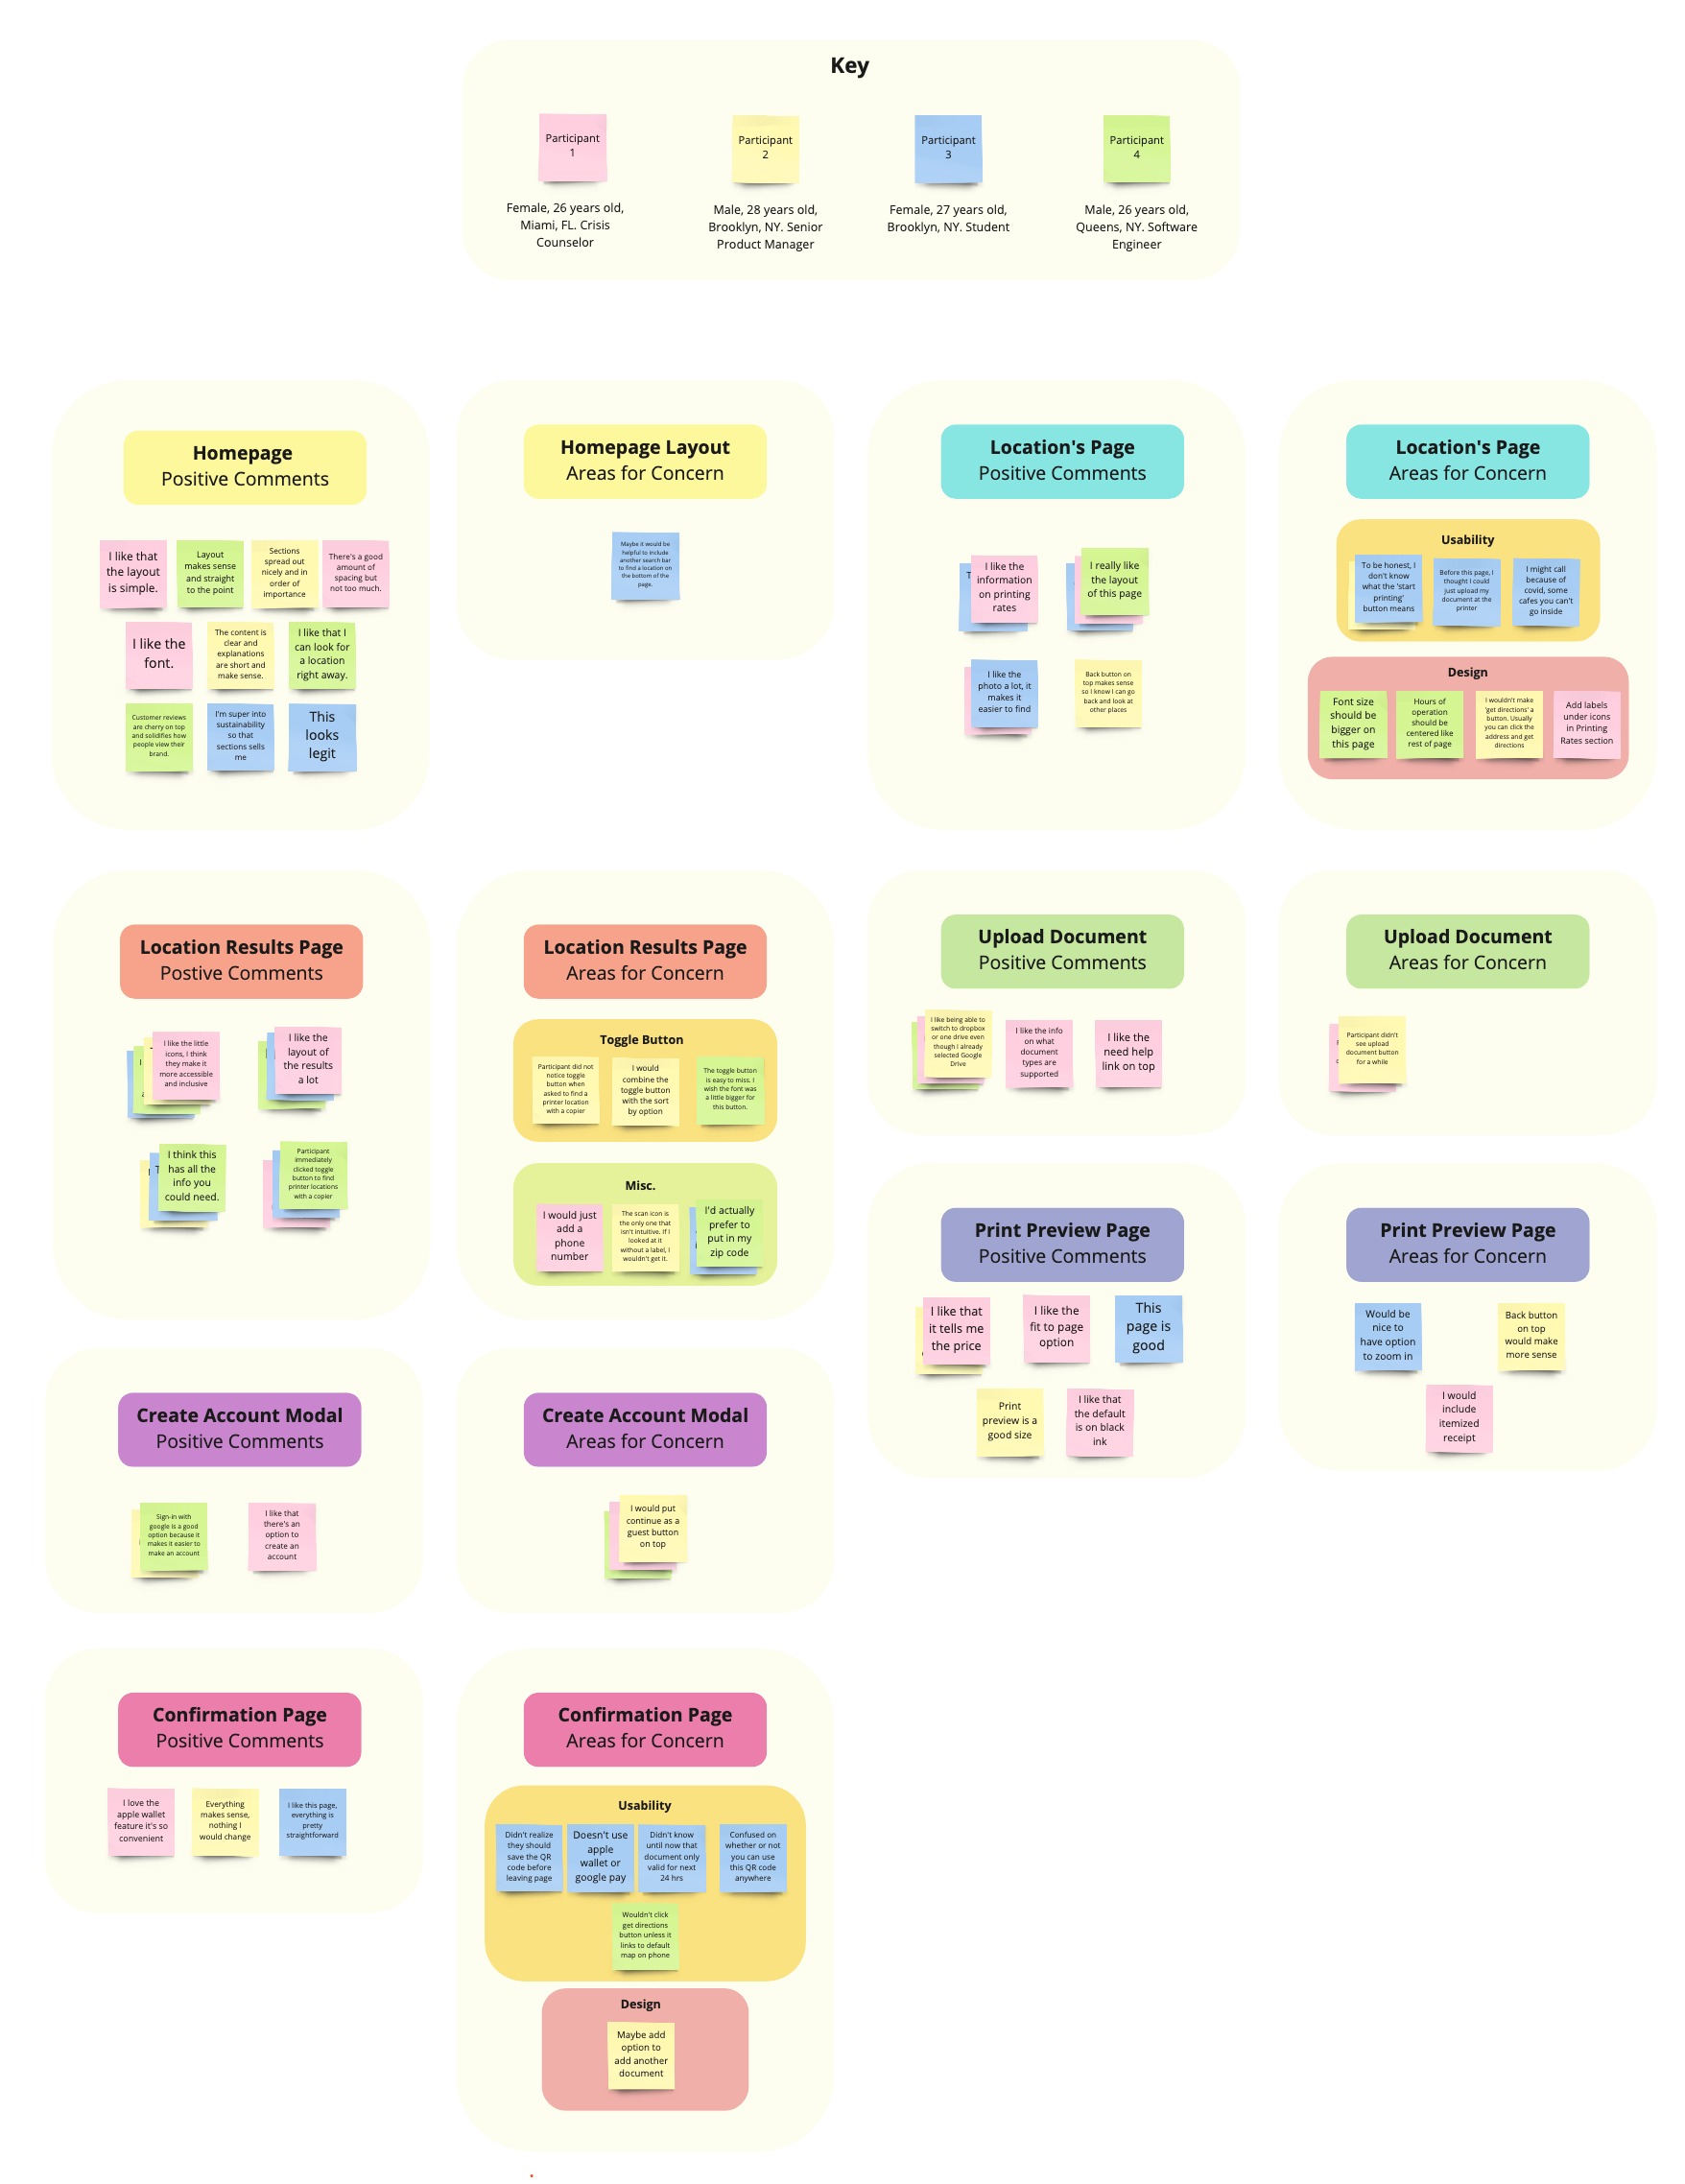 Key
Participant
1
Participant
2
Participant
3
Participant
4
Female, 26 years old,
Miami, FL. Crisis
Counselor
Male, 28 years old,
Brooklyn, NY. Senior
Product Manager
Female, 27 years old,
Brooklyn, NY. Student
Male, 26 years old,
Queens, NY. Software
Engineer
Homepage
Positive Comments
I like that
the layout
is simple.
Layout
makes sense
and straight
to the point
Sections
spread out
nicely and in
order of
importance
There's a good
amount of
spacing but
not too much.
I like the
font.
The content is
clear and
explanations
are short and
make sense.
I like that I
can look for
a location
right away.
Customer reviews
are cherry on top
and solidifies how
people view their
brand.
I'm super into
sustainability
so that
sections sells
me
This
looks
legit
Homepage Layout
Areas for Concern
Maybe it would be
helpful to include
another search bar
to find a location on
the bottom of the
page.
Location's Page
Positive Comments
I like the
information
on printing
rates
I really like
the layout
of this page
I like the
photo a lot, it
makes it
easier to find
Back button on
top makes sense
so I know I can go
back and look at
other places
Location's Page
Areas for Concern
Usability
To be honest, I
don't know
what the 'start
printing'
button means
Before this page, I
thought I could
just upload my
document at the
printer
I might call
because of
covid, some
cafes you can't
go inside
Design
Font size
should be
bigger on
this page
Hours of
operation
should be
centered like
rest of page
I wouldn't make
'get directions' a
button. Usually
you can click the
address and get
directions
Add labels
under icons
in Printing
Rates section
Location Results Page
Postive Comments
I like the little
icons, I think
they make it
more accessible
and inclusive
I like the
layout of
the results
a lot
I think this
has all the
info you
could need.
Participant
immediately
clicked toggle
button to find
printer locations
with a copier
Location Results Page
Areas for Concern
Toggle Button
Participant did not
notice toggle
button when
asked to find a
printer location
with a copier
I would
combine the
toggle button
with the sort
by option
The toggle button
is easy to miss. I
wish the font was
a little bigger for
this button.
Misc.
I would just
add a
phone
number
The scan icon is
the only one that
isn't intuitive. If I
looked at it
without a label, I
wouldn't get it.
I'd actually
prefer to
put in my
zip code
Upload Document
Positive Comments
I like being able to
switch to dropbox
or one drive even
though I already
selected Google
Drive
I like the info
on what
document
types are
supported
I like the
need help
link on top
Upload Document
Areas for Concern
Participant didn't
see upload
document button
for a while
Print Preview Page
Positive Comments
I like that
it tells me
the price
I like the
fit to page
option
This
page is
good
Print
preview is a
good size
I like that
the default
is on black
ink
Print Preview Page
Areas for Concern
Would be
nice to
have option
to zoom in
Back button
on top
would make
more sense
I would
include
itemized
receipt
Create Account Modal
Positive Comments
Sign-in with
google is a good
option because it
makes it easier to
make an account
I like that
there's an
option to
create an
account
Create Account Modal
Areas for Concern
I would put
continue as a
guest button
on top
Confirmation Page
Positive Comments
I love the
apple wallet
feature it's so
convenient
Everything
makes sense,
nothing I
would change
I like this page,
everything is
pretty
straightforward
Confirmation Page
Areas for Concern
Usability
Didn't realize
they should
save the QR
code before
leaving page
Doesn't use
apple
wallet or
google pay
Didn't know
until now that
document only
valid for next
24 hrs
Confused on
whether or not
you can use
this QR code
anywhere
Wouldn't click
get directions
button unless it
links to default
map on phone
Design
Maybe add
option to
add another
document